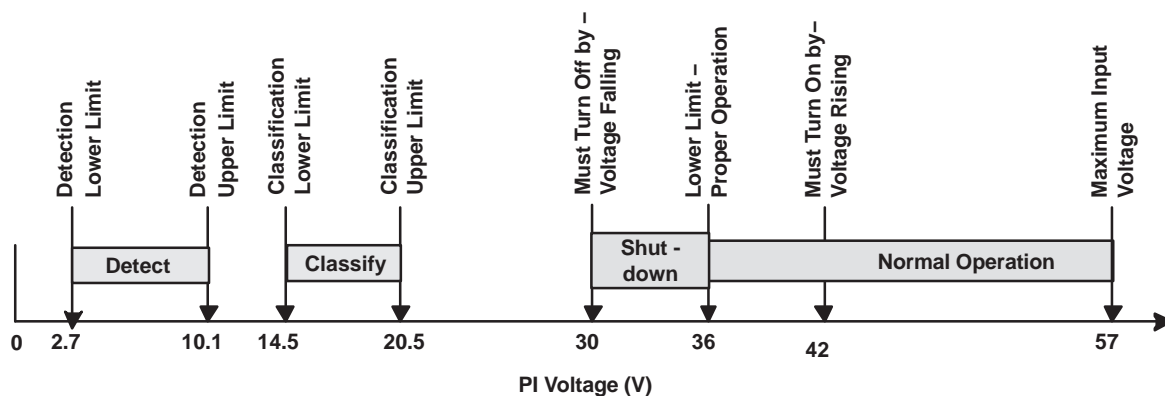 Detection
Lower Limit
Detection
Upper Limit
Classification
Lower Limit
Classification
Upper Limit
Must Turn Off by –
Voltage Falling
Lower Limit –
Proper Operation
Must Turn On by–
Voltage Rising
Maximum Input
Voltage
Detect
Classify
Shut -
down
Normal Operation
0
2.7
10.1
14.5
20.5
30
36
42
57
PI Voltage (V)